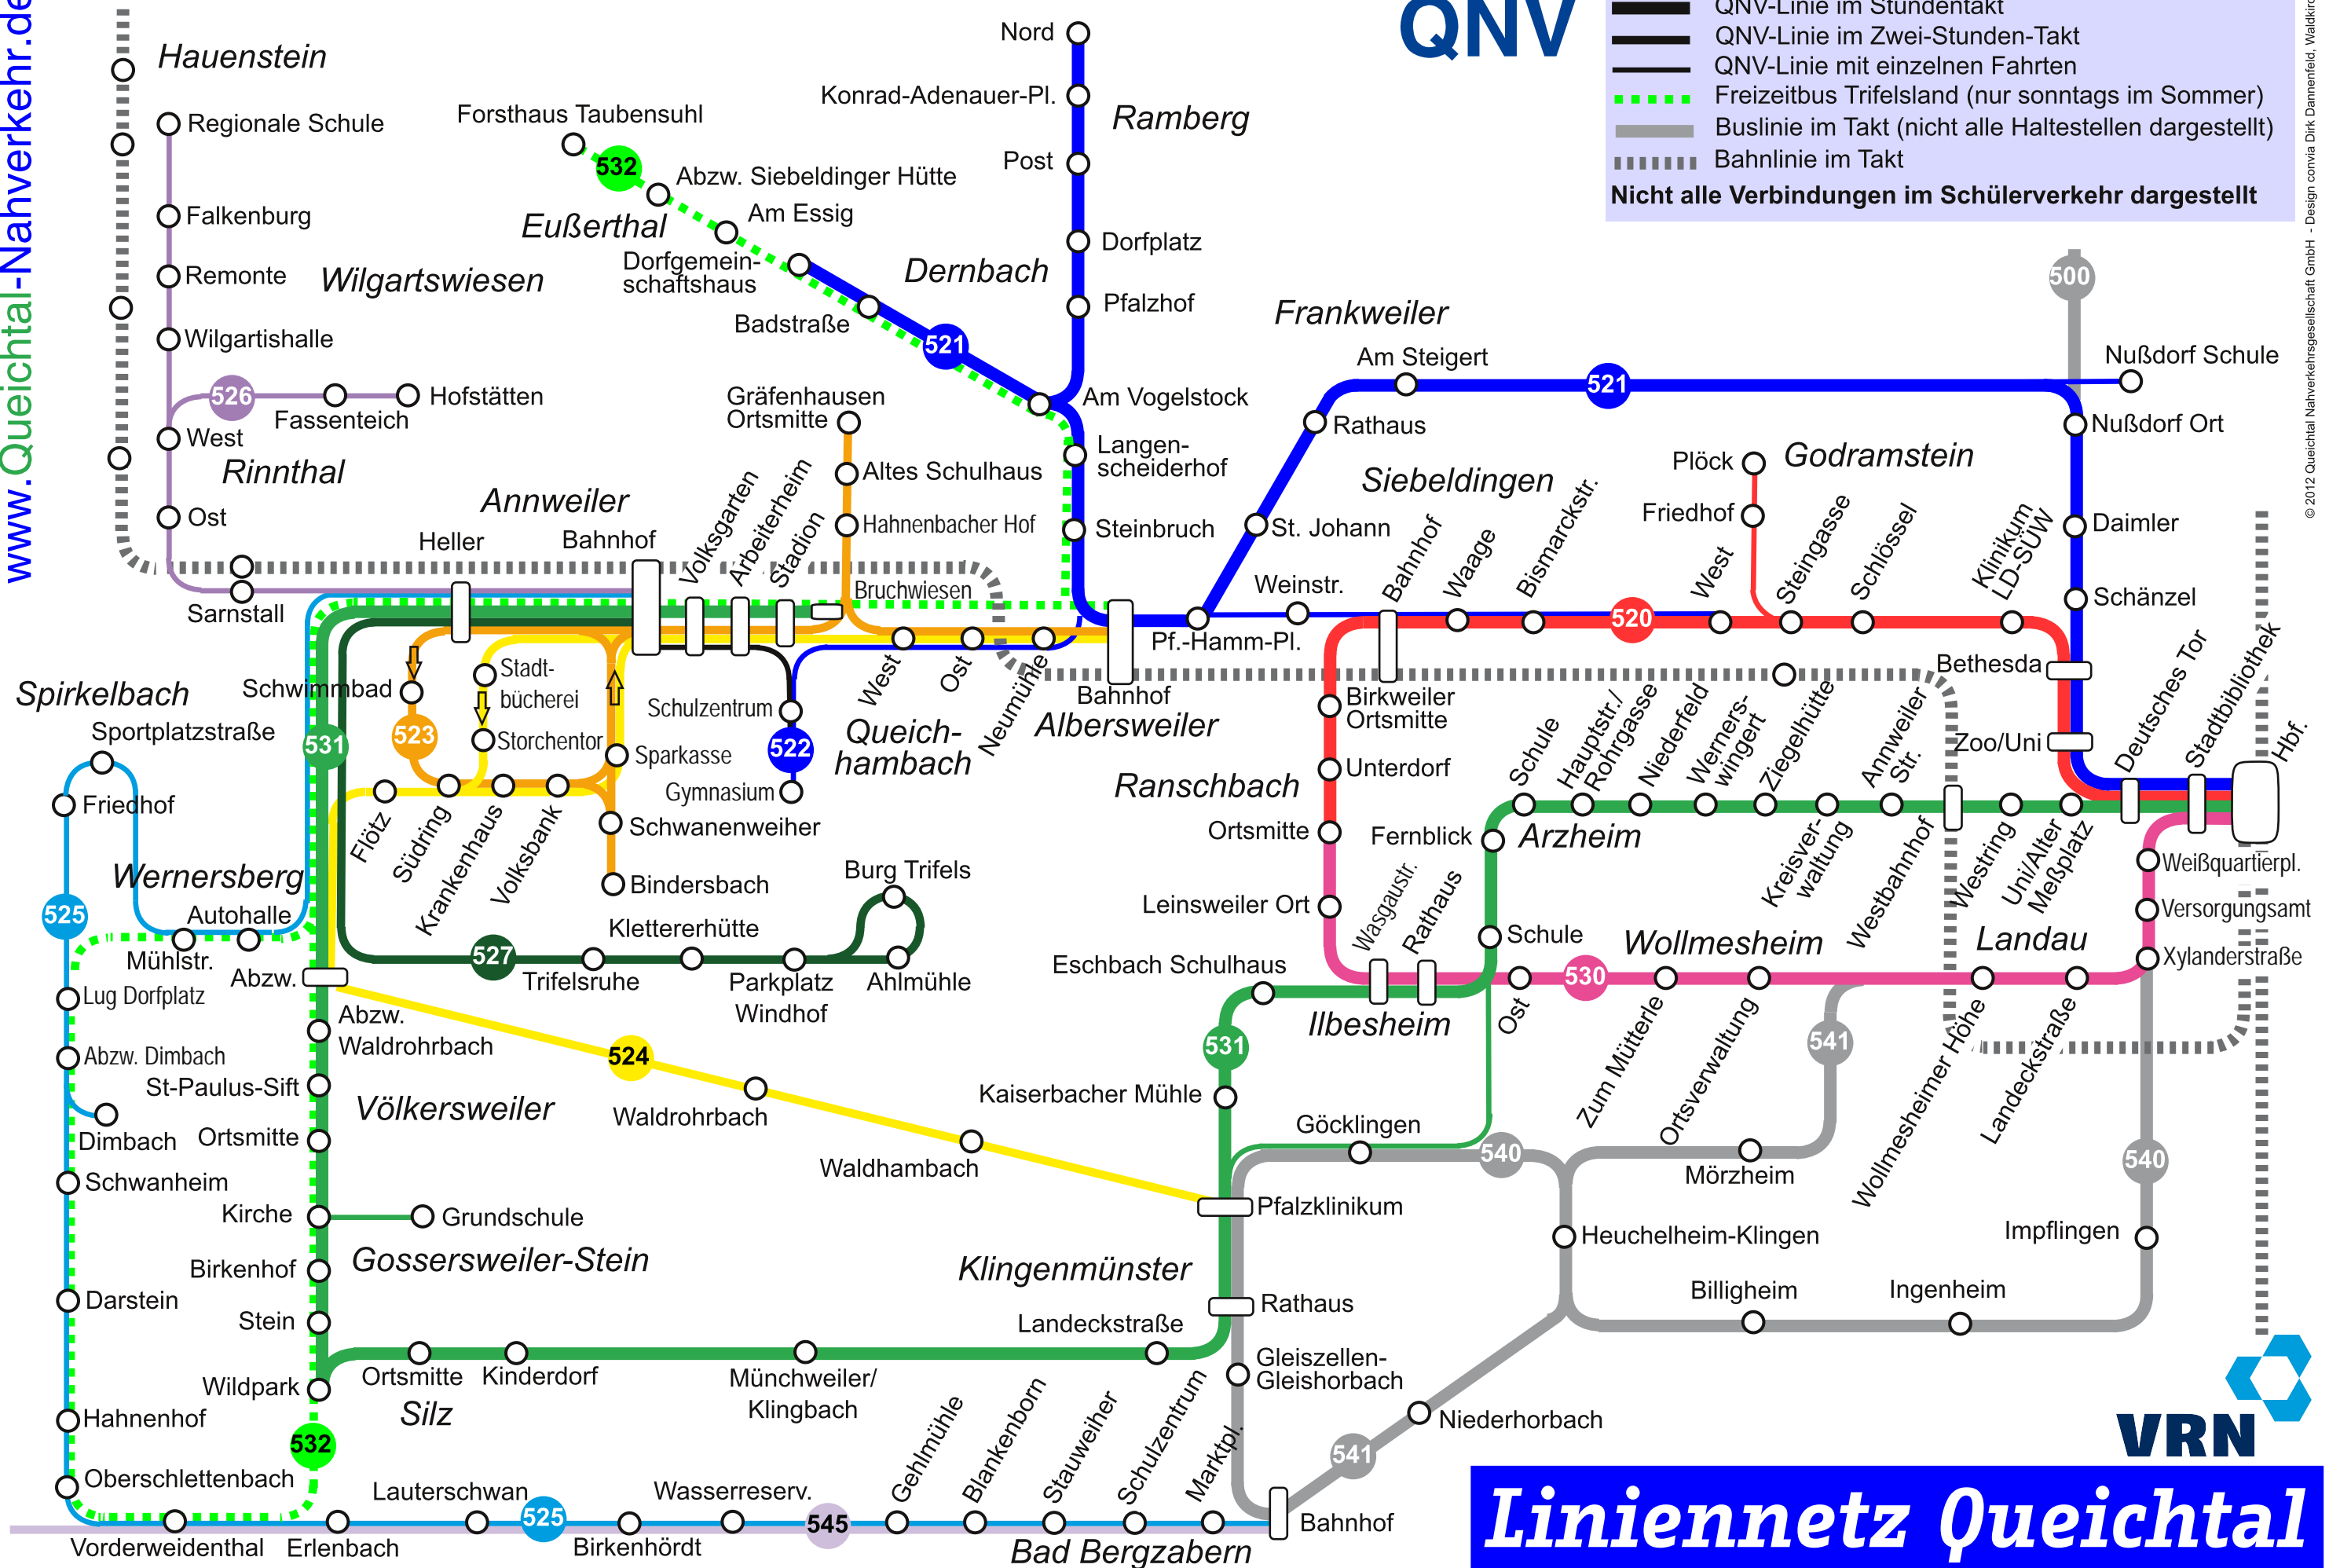 www.Queichtal-Nahverkehr.de
QNV
QNV-Linie im Stundentakt
QNV-Linie im Zwei-Stunden-Takt
QNV-Linie mit einzelnen Fahrten
Freizeitbus Trifelsland (nur sonntags im Sommer)
Buslinie im Takt (nicht alle Haltestellen dargestellt)
Bahnlinie im Takt
Nicht alle Verbindungen im Schülerverkehr dargestellt
© 2012 Queichtal Nahverkehrsgesellschaft GmbH - Design convia Dirk Dannenfeld, Waldkirc
Hauenstein
Regionale Schule
Falkenburg
Remonte
Wilgartswiesen
Wilgartishalle
526
Fassenteich
Hofstätten
West
Rinnthal
Ost
Sarnstall
Forsthaus Taubensuhl
532
Abzw. Siebeldinger Hütte
Am Essig
Eußerthal
Dorfgemein-
schaftshaus
Badstraße
521
Nord
Konrad-Adenauer-Pl.
Ramberg
Post
Dorfplatz
Dernbach
Pfalzhof
Am Vogelstock
Langen-
scheiderhof
Steinbruch
Gräfenhausen
Ortsmitte
Altes Schulhaus
Hahnenbacher Hof
Bruchwiesen
Annweiler
Heller
Bahnhof
Volksgarten
Arbeiterheim
Stadion
Frankweiler
Am Steigert
521
Rathaus
St. Johann
Weinstr.
Pf.-Hamm-Pl.
500
Nußdorf Schule
Nußdorf Ort
Daimler
Schänzel
Siebeldingen
Bahnhof
Waage
Bismarckstr.
520
West
Godramstein
Plöck
Friedhof
Steingasse
Schlössel
Klinikum
LD-SÜW
Bethesda
Zoo/Uni
Deutsches Tor
Stadtbibliothek
Hbf.
Spirkelbach
Sportplatzstraße
Friedhof
525
Wernersberg
Autohalle
Mühlstr.
Abzw.
531
Schwimmbad
523
Stadt-
bücherei
Storchentor
Sparkasse
Flötz
Südring
Krankenhaus
Volksbank
Schwanenweiher
Bindersbach
Schulzentrum
522
Gymnasium
West
Ost
Neumühle
Queich-
hambach
Bahnhof
Albersweiler
527
Trifelsruhe
Klettererhütte
Parkplatz
Windhof
Burg Trifels
Ahlmühle
Birkweiler
Ortsmitte
Unterdorf
Ranschbach
Ortsmitte
Leinsweiler Ort
Eschbach Schulhaus
Wasgaustr.
Rathaus
Ilbesheim
531
Fernblick
Arzheim
Schule
Schule
Hauptstr./
Rohrgasse
Niederfeld
Werners-
wingert
Ziegelhütte
Kreisver-
waltung
Annweiler
Str.
Westbahnhof
Westring
Uni/Alter
Meßplatz
Weißquartierpl.
Versorgungsamt
Xylanderstraße
Landau
Wollmesheim
Ost
530
Zum Mütterle
Ortsverwaltung
541
Wollmesheimer Höhe
Landeckstraße
Lug Dorfplatz
Abzw. Dimbach
Dimbach
Schwanheim
Darstein
Hahnenhof
Oberschlettenbach
Vorderweidenthal
Abzw.
Waldrohrbach
St-Paulus-Sift
Völkersweiler
Ortsmitte
Kirche
Grundschule
Gossersweiler-Stein
Birkenhof
Stein
Wildpark
532
524
Waldrohrbach
Waldhambach
Kaiserbacher Mühle
Göcklingen
540
Mörzheim
Pfalzklinikum
Klingenmünster
Rathaus
Landeckstraße
Heuchelheim-Klingen
Impflingen
540
Billigheim
Ingenheim
Ortsmitte
Kinderdorf
Silz
Münchweiler/
Klingbach
Gleiszellen-
Gleishorbach
Niederhorbach
541
Erlenbach
Lauterschwan
525
Birkenhördt
Wasserreserv.
545
Gehlmühle
Blankenborn
Stauweiher
Schulzentrum
Marktpl.
Bahnhof
Bad Bergzabern
VRN
Liniennetz Queichtal